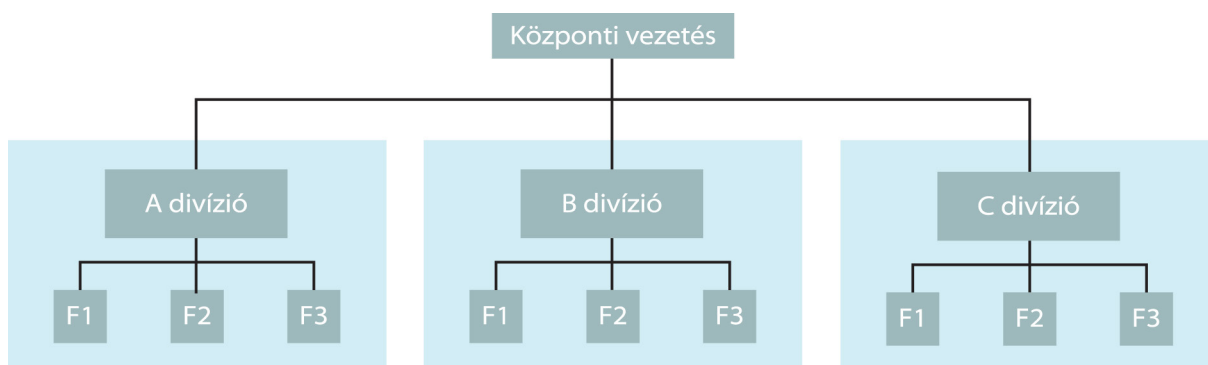 Központi vezetés
A divízió
B divízió
C divízió
F1
F2
F3
F1
F2
F3
F1
F2
F3